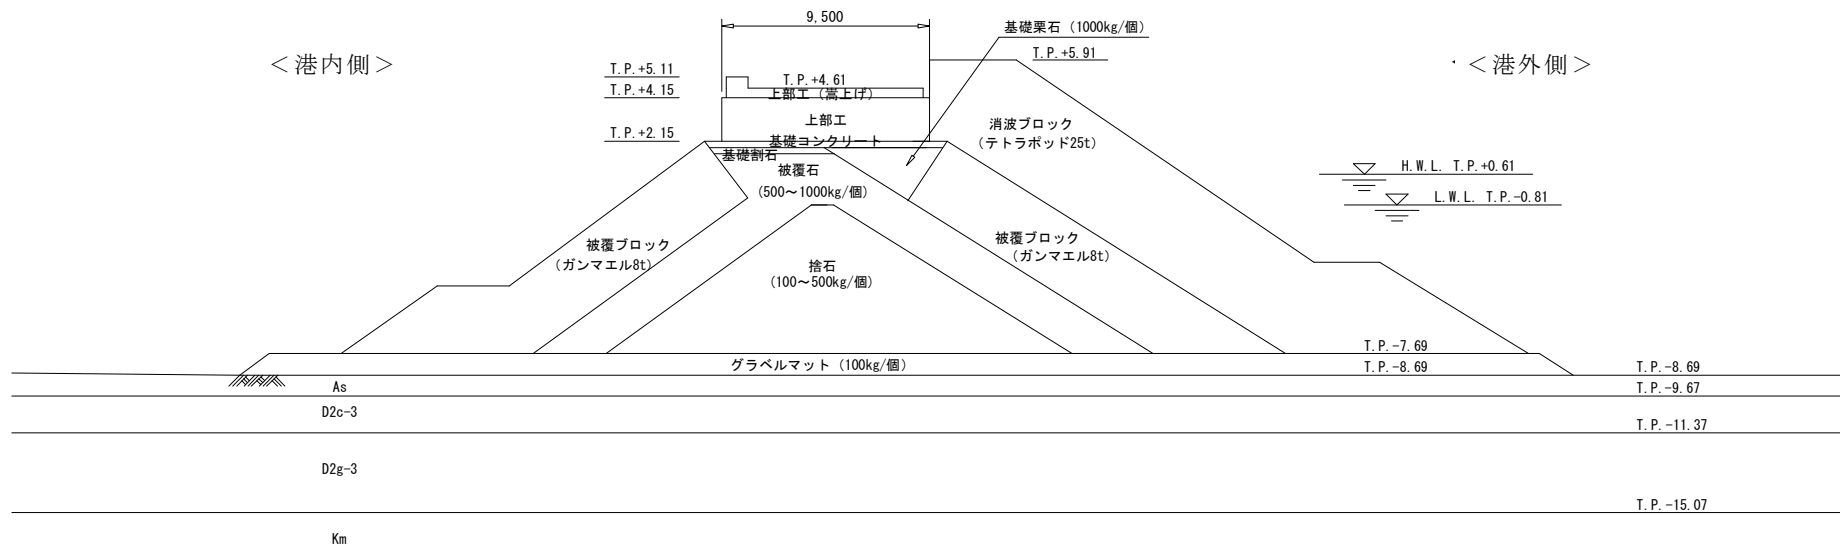 9,500
基礎栗石（1000kg/個）
T.P.+5.91
＜港内側＞
＜港外側＞
T.P.+5.11
T.P.+4.61
T.P.+4.15
上部工（嵩上げ）
上部工
T.P.+2.15
基礎コンクリート
消波ブロック
（テトラポッド25t）
基礎割石
被覆石
（500～1000kg/個）
H.W.L. T.P.+0.61
L.W.L. T.P.-0.81
被覆ブロック
（ガンマエル8t）
被覆ブロック
（ガンマエル8t）
捨石
（100～500kg/個）
T.P.-7.69
グラベルマット（100kg/個）
T.P.-8.69
T.P.-8.69
As
T.P.-9.67
D2c-3
T.P.-11.37
D2g-3
T.P.-15.07
Km